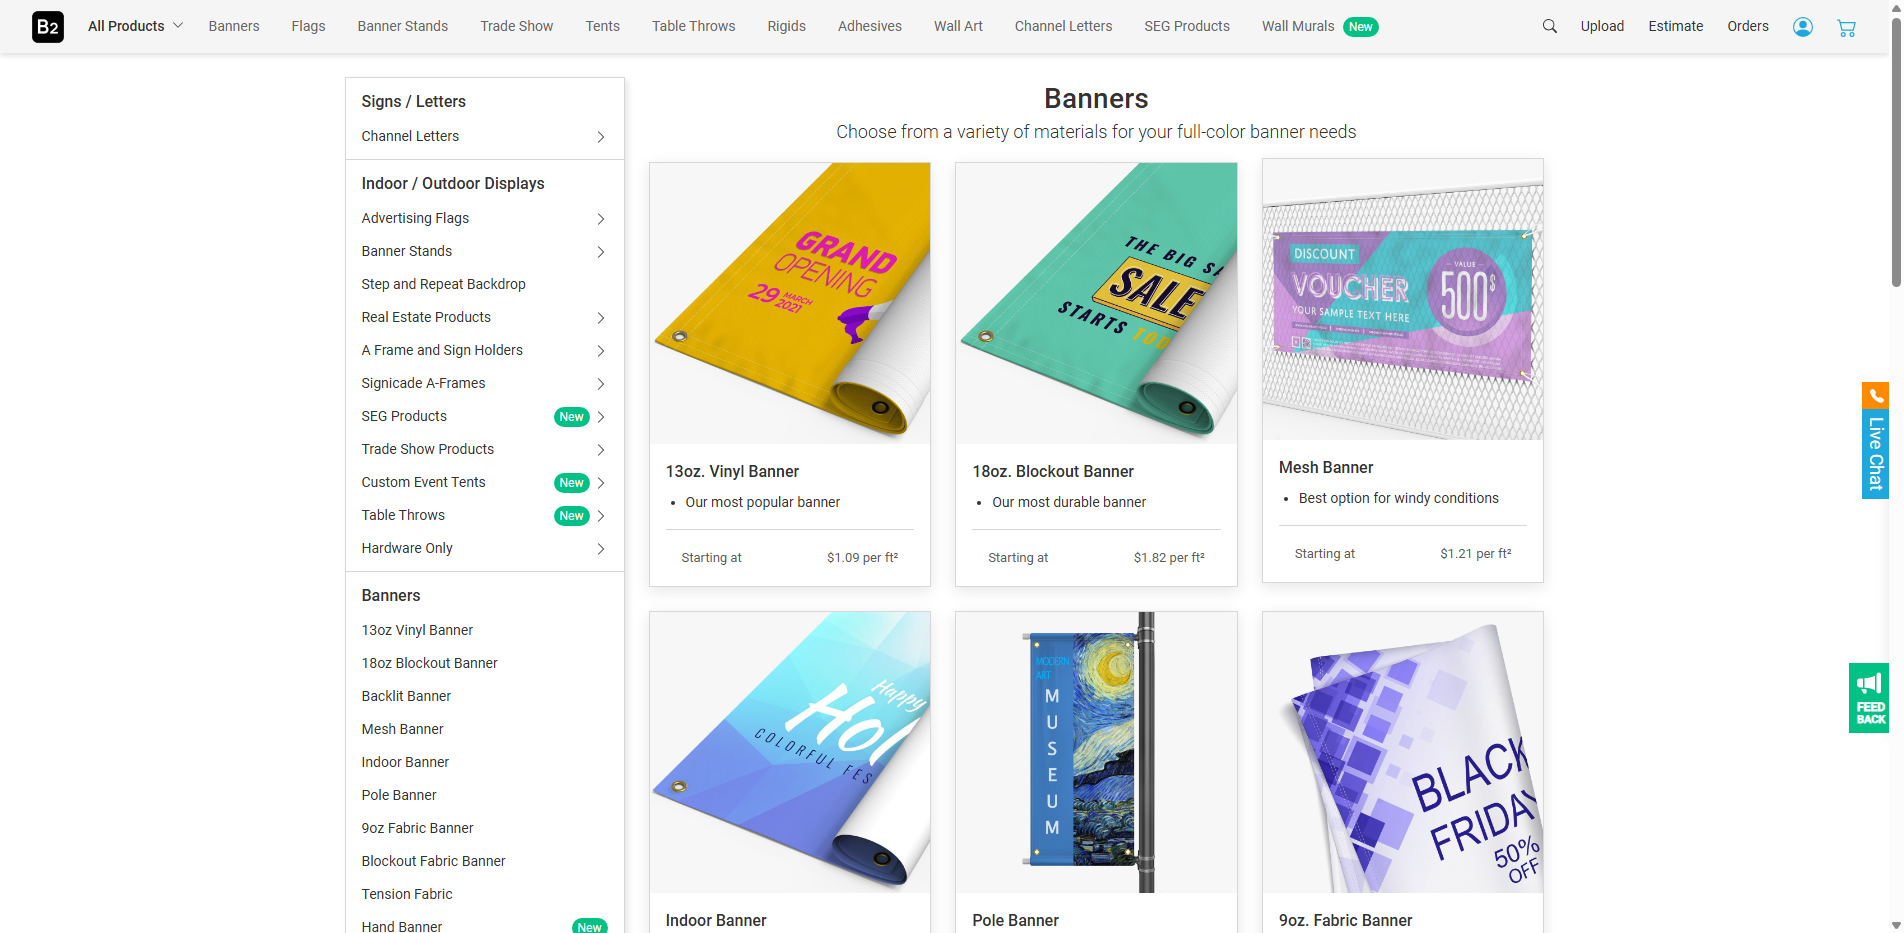 B2
All Products
Banners
Flags
Banner Stands
Trade Show
Tents
Table Throws
Rigids
Adhesives
Wall Art
Channel Letters
SEG Products
Wall Murals New
Upload
Estimate
Orders
Signs / Letters
Channel Letters
Indoor / Outdoor Displays
Advertising Flags
Banner Stands
Step and Repeat Backdrop
Real Estate Products
A Frame and Sign Holders
Signicade A-Frames
SEG Products New
Trade Show Products
Custom Event Tents New
Table Throws New
Hardware Only
Banners
13oz Vinyl Banner
18oz Blockout Banner
Backlit Banner
Mesh Banner
Indoor Banner
Pole Banner
9oz Fabric Banner
Blockout Fabric Banner
Tension Fabric
Hand Banner New
Banners
Choose from a variety of materials for your full-color banner needs
GRAND
OPENING
29 MARCH
2021
13oz. Vinyl Banner
Our most popular banner
Starting at $1.09 per ft²
THE BIG SA
SALE
STARTS TOD
18oz. Blockout Banner
Our most durable banner
Starting at $1.82 per ft²
DISCOUNT
VOUCHER
YOUR SAMPLE TEXT HERE
VALUE
500$
Mesh Banner
Best option for windy conditions
Starting at $1.21 per ft²
Happy
Hol
COLORFUL FES
Indoor Banner
MODERN
ART
MUSEUM
Pole Banner
BLACK
FRIDAY
50%
OFF
9oz. Fabric Banner
Live Chat
FEED
BACK